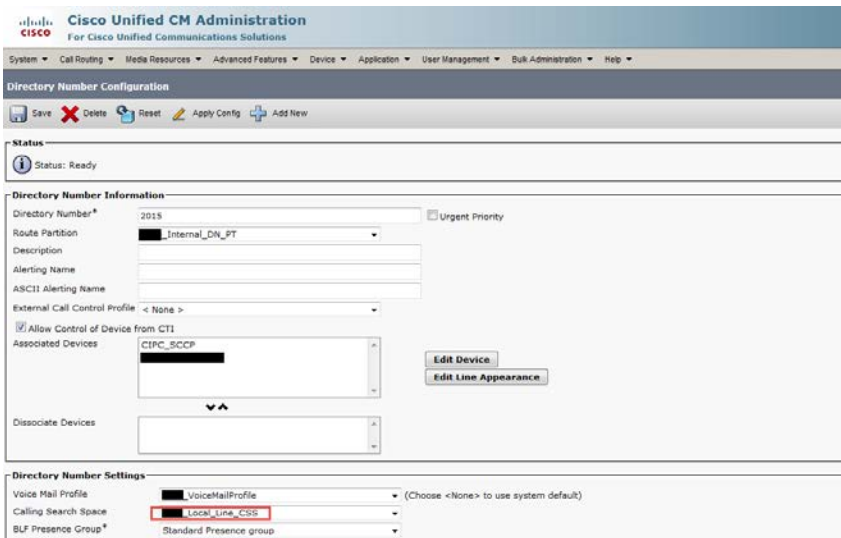 Cisco Unified CM Administration
CISCO For Cisco Unified Communications Solutions
System Call Routing Media Resources Advanced Features Device Application User Management Bulk Administration Help
Directory Number Configuration
Save Delete Reset Apply Config Add New
Status
Status: Ready
Directory Number Information
Directory Number* 2015 Urgent Priority
Route Partition _Internal_DN_PT
Description
Alerting Name
ASCII Alerting Name
External Call Control Profile < None >
Allow Control of Device from CTI
Associated Devices CIPC_SCCP
Edit Device
Edit Line Appearance
Dissociate Devices
Directory Number Settings
Voice Mail Profile _VoiceMailProfile (Choose <None> to use system default)
Calling Search Space _Local_Line_CSS
BLF Presence Group* Standard Presence group